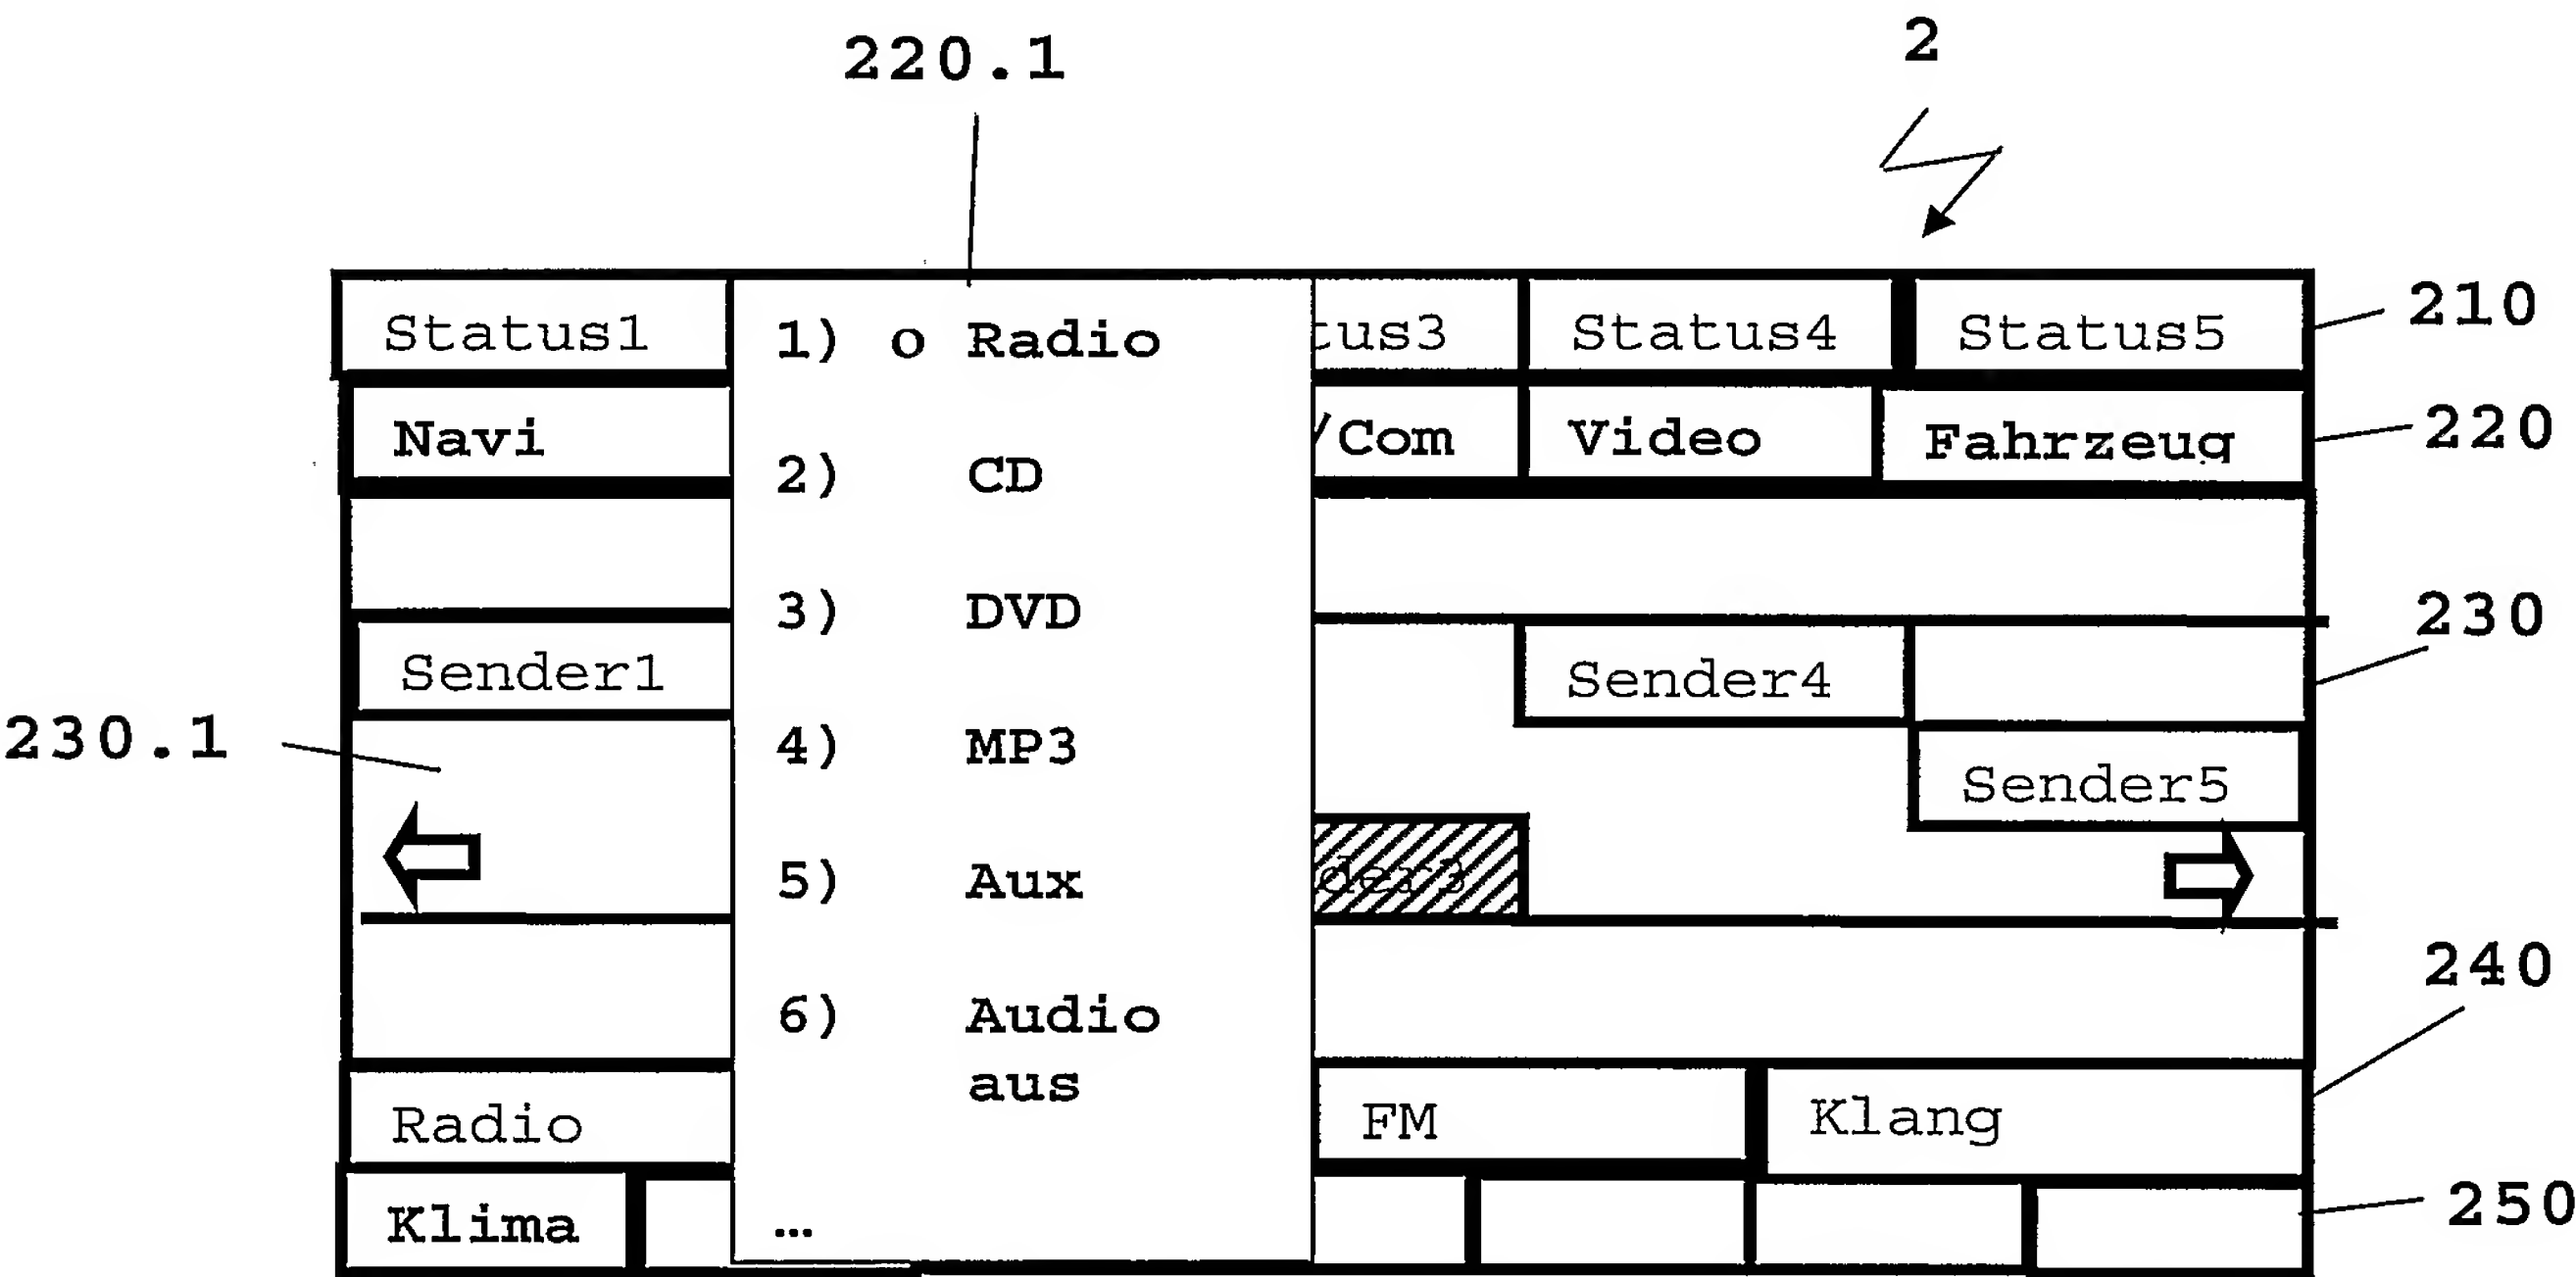 220.1 2
Status1 1) o Radio tus3 Status4 Status5 210
Navi 2) CD /Com Video Fahrzeug 220
3) DVD 230
Sender1 Sender4
230.1 4) MP3 Sender5
5) Aux der3
6) Audio 240
aus
Radio FM Klang
Klima ... 250